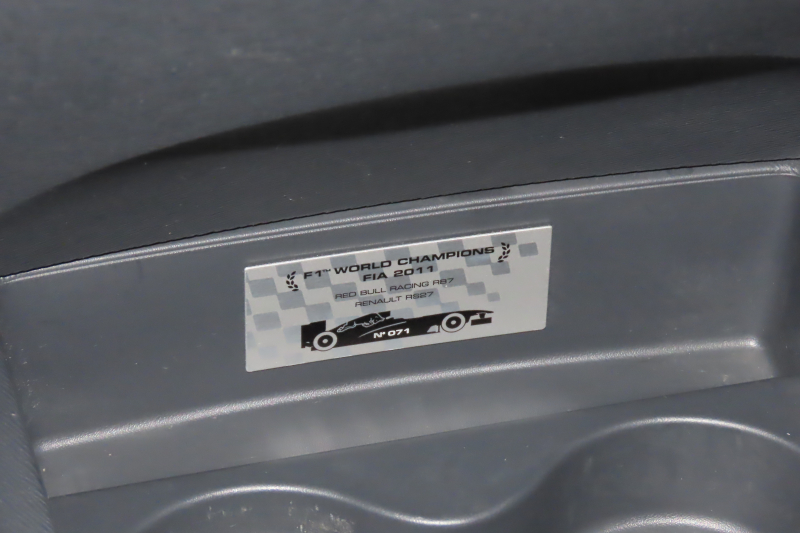 F1™ WORLD CHAMPIONS
FIA 2011
RED BULL RACING RB7
RENAULT RS27
N° 071